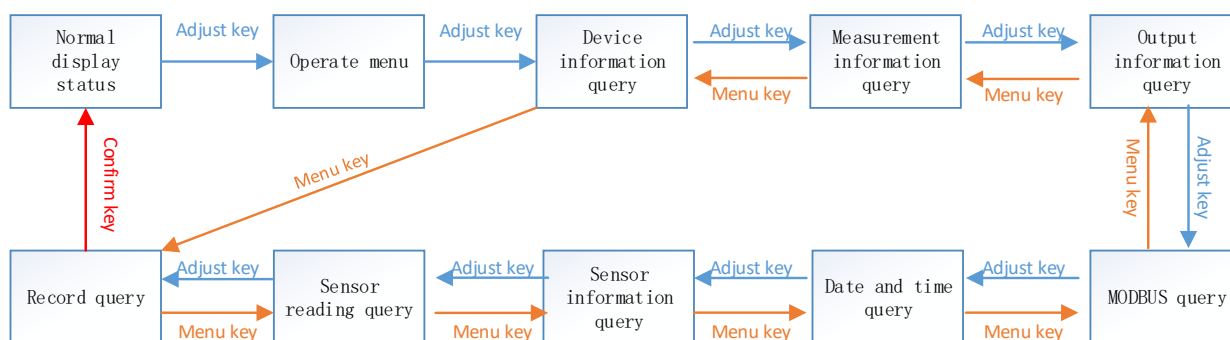 Normal
display
status
Adjust key
Operate menu
Adjust key
Device
information
query
Adjust key
Menu key
Measurement
information
query
Adjust key
Menu key
Output
information
query
Confirm key
Menu key
Menu key
Adjust key
Record query
Adjust key
Menu key
Sensor
reading query
Adjust key
Menu key
Sensor
information
query
Adjust key
Menu key
Date and time
query
Adjust key
Menu key
MODBUS query